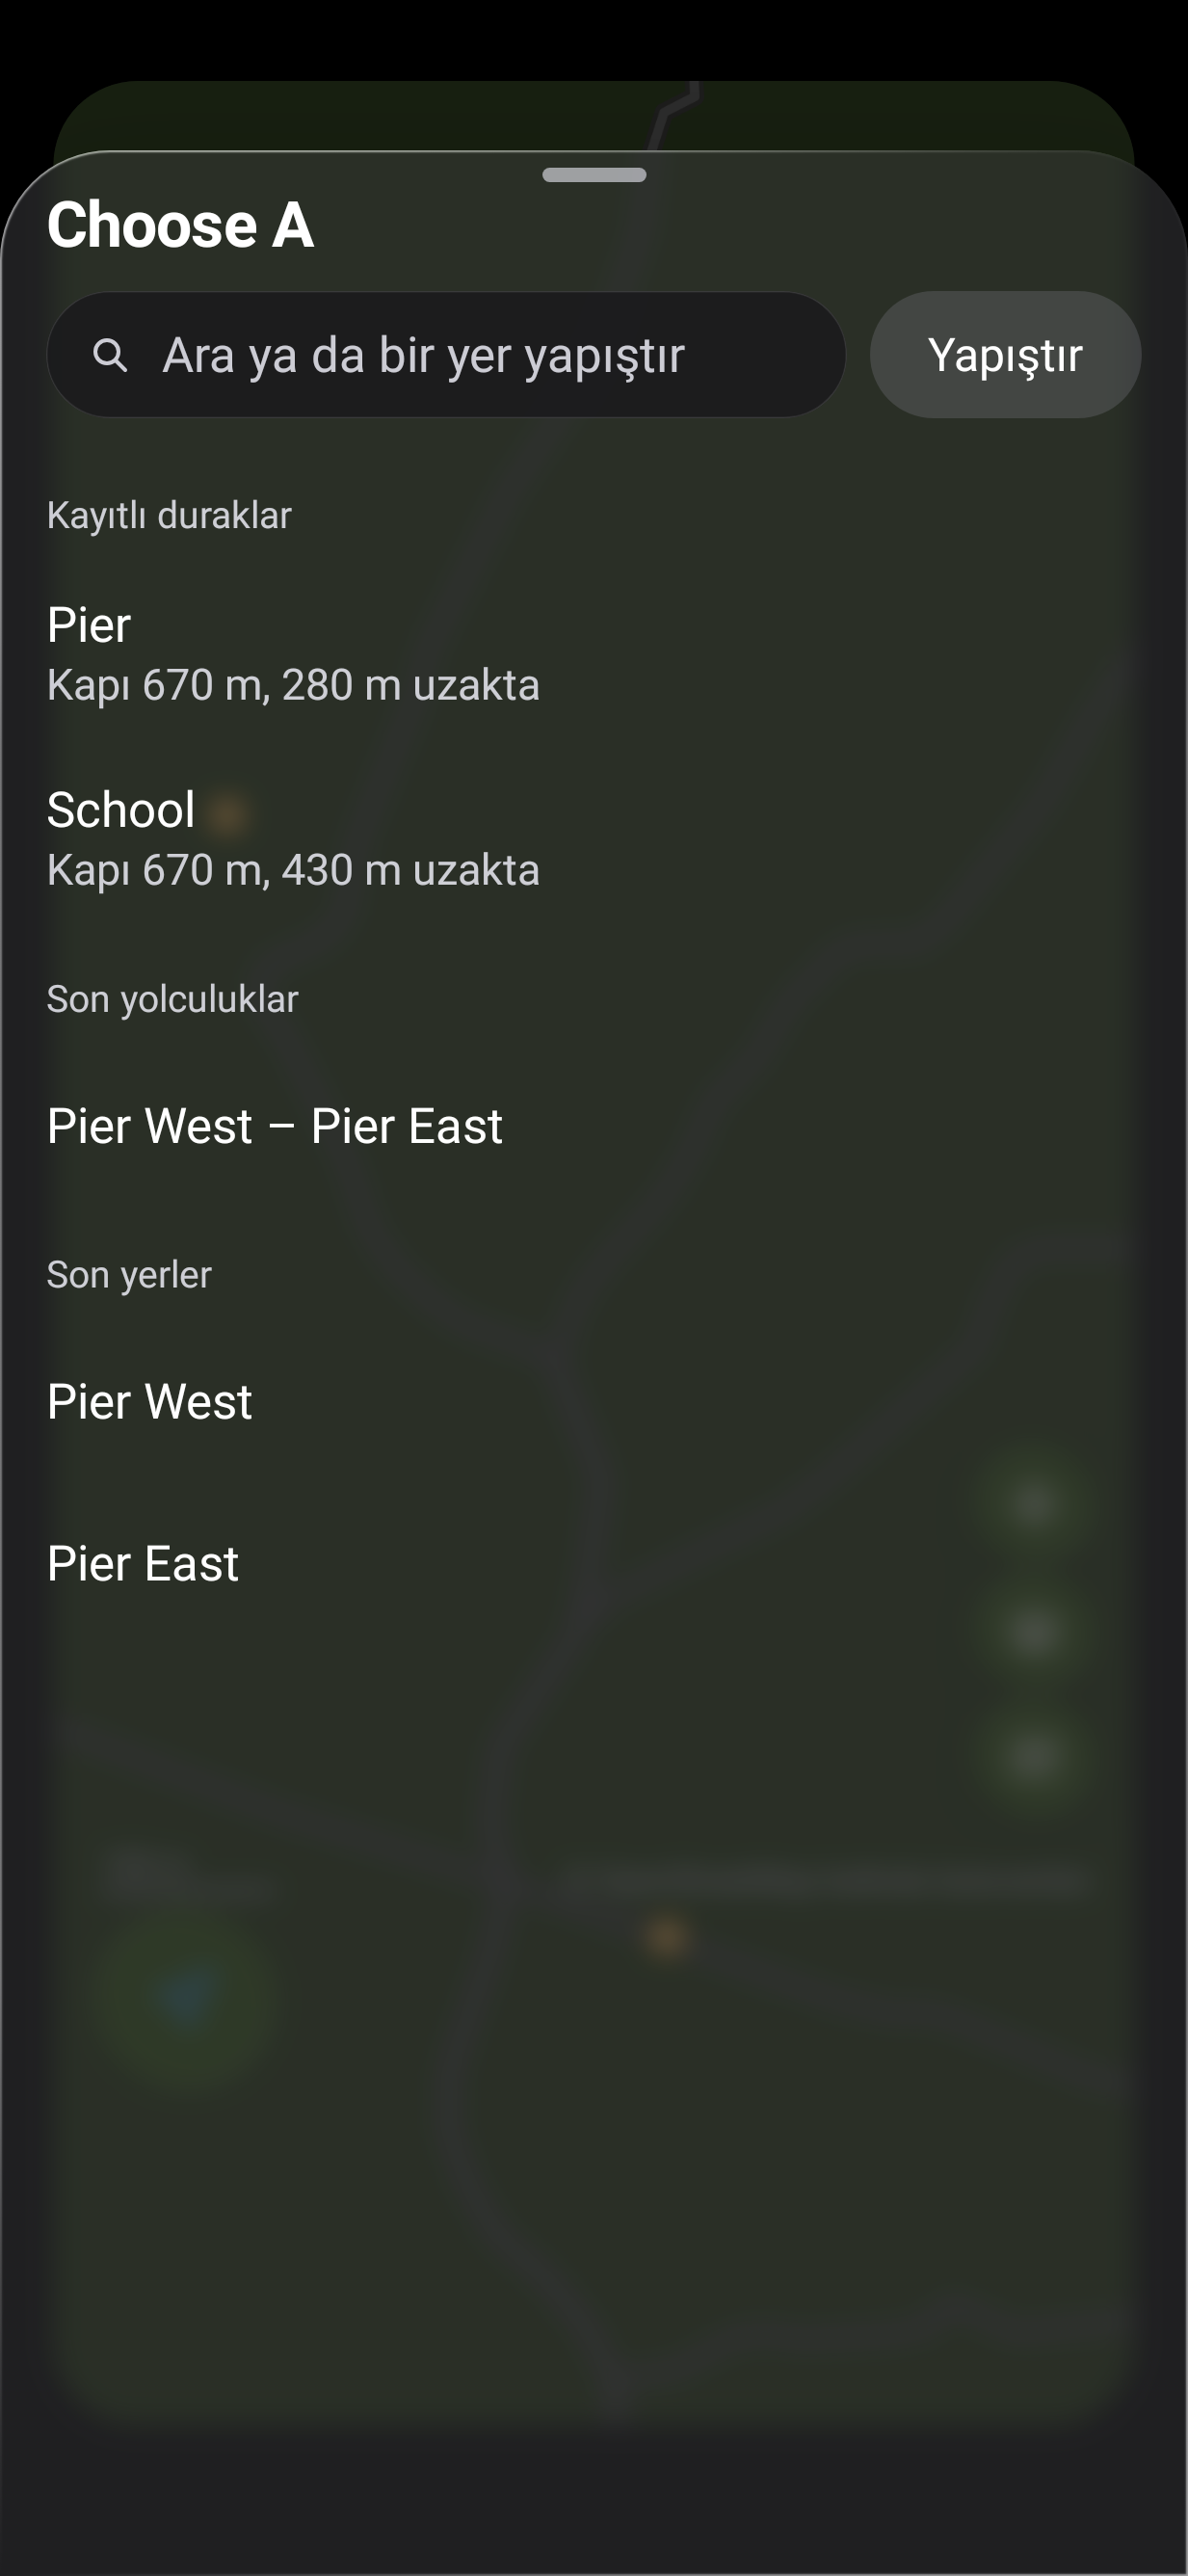 Choose A
Ara ya da bir yer yapıştır
Yapıştır
Kayıtlı duraklar
Pier
Kapı 670 m, 280 m uzakta
School
Kapı 670 m, 430 m uzakta
Son yolculuklar
Pier West – Pier East
Son yerler
Pier West
Pier East